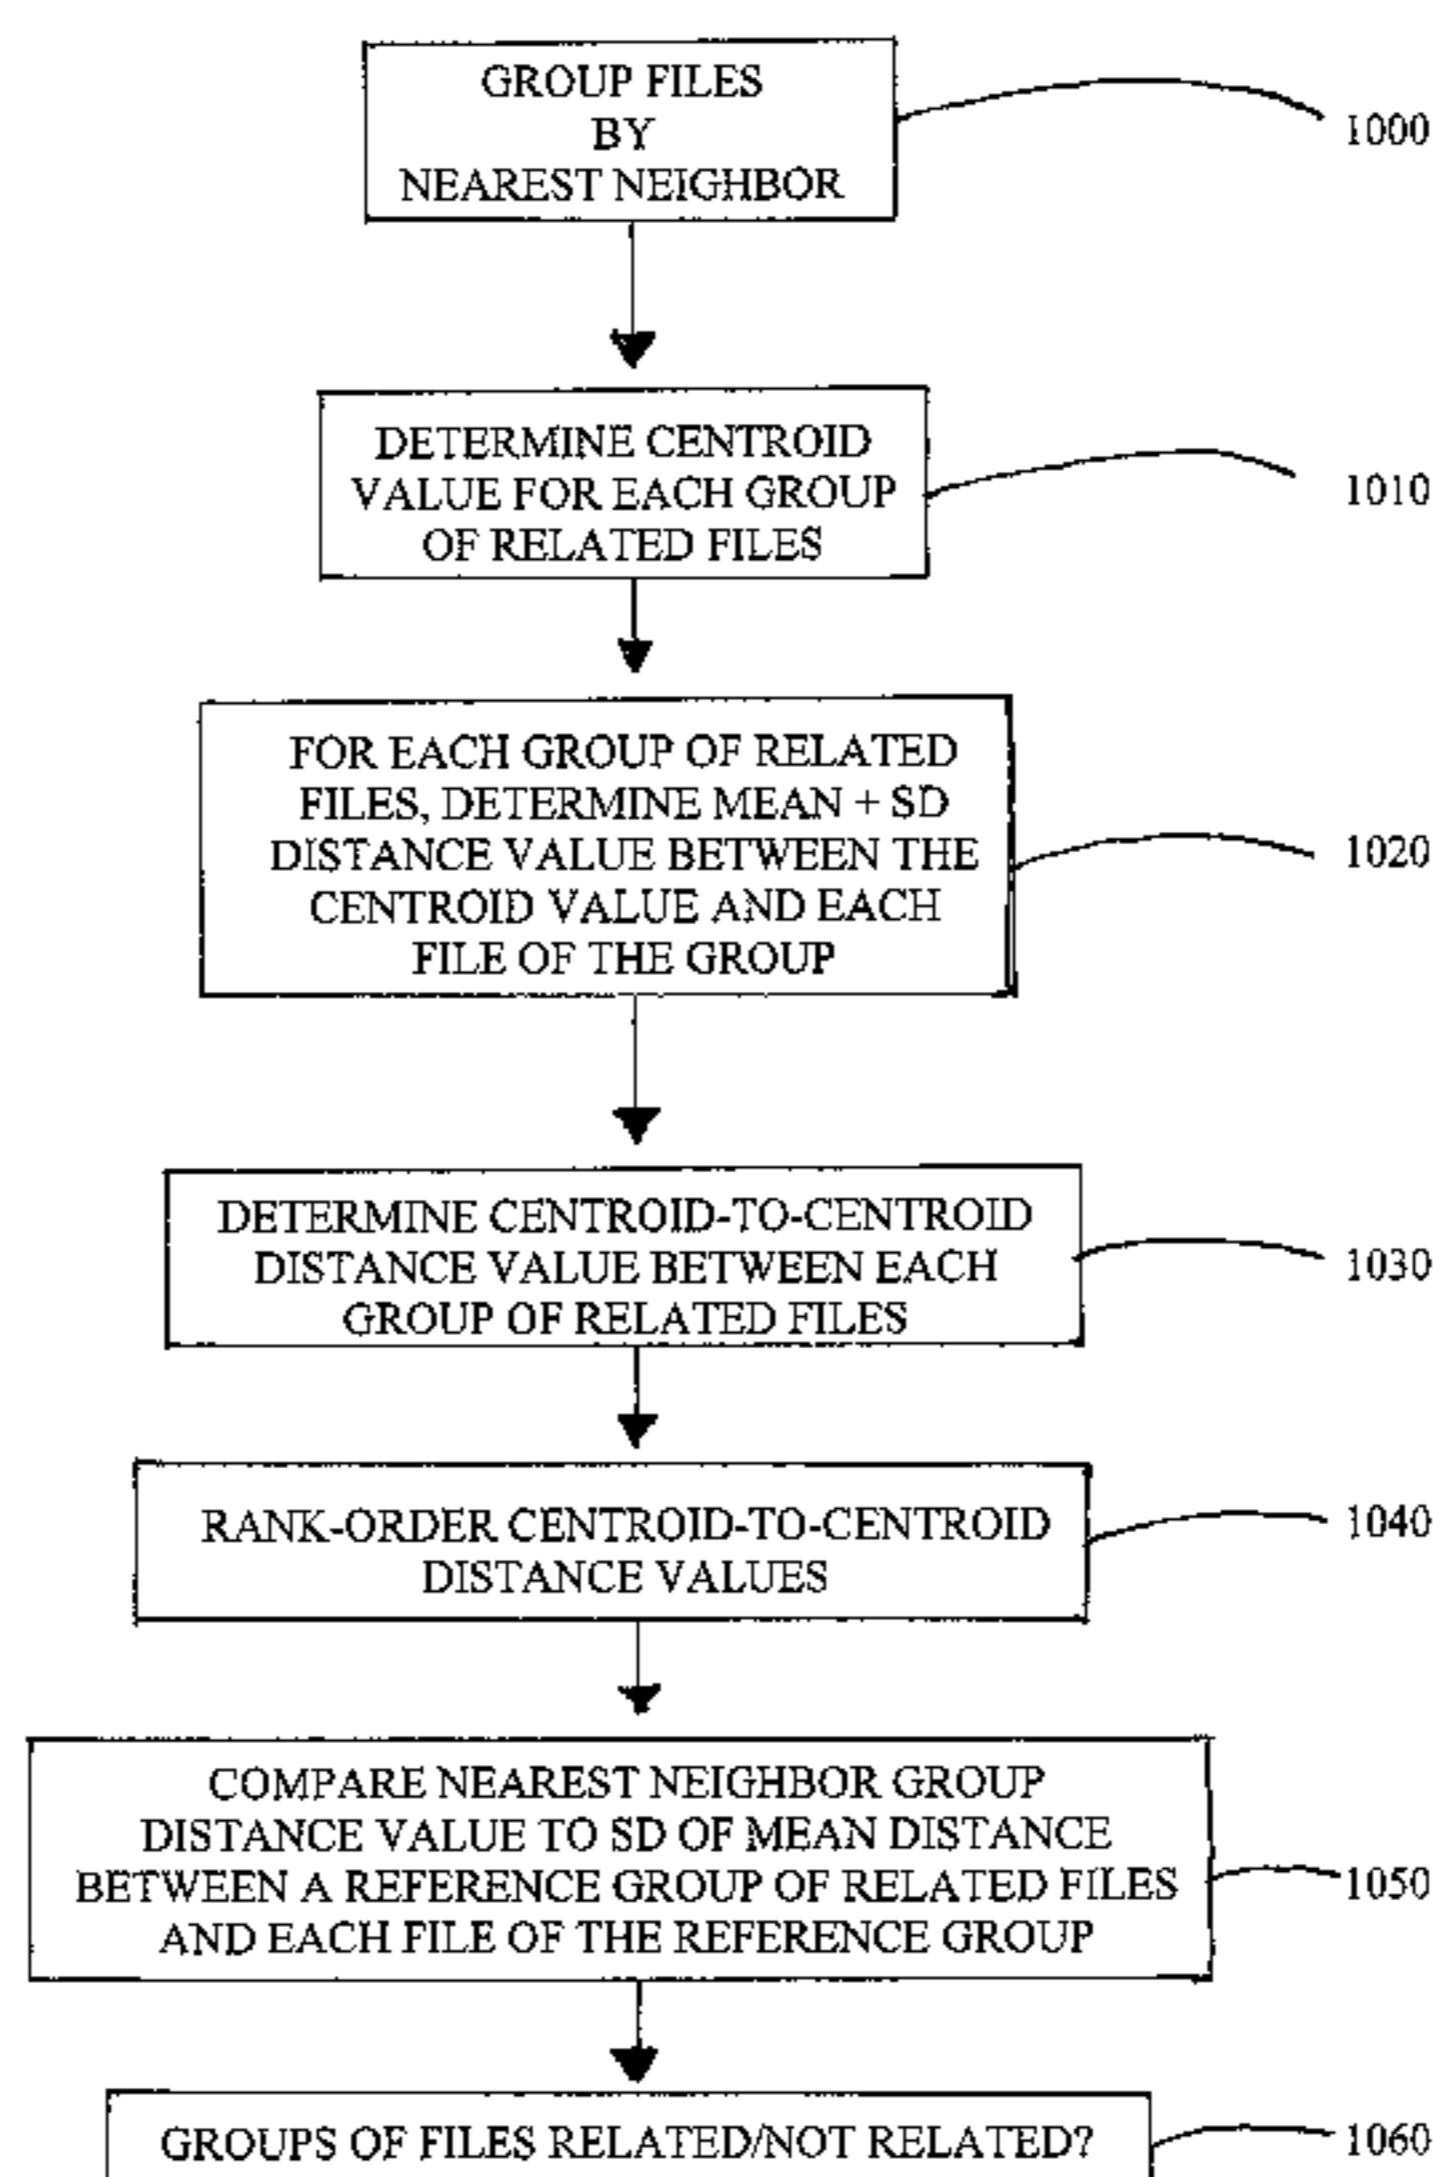 GROUP FILES
BY
NEAREST NEIGHBOR
1000
DETERMINE CENTROID
VALUE FOR EACH GROUP
OF RELATED FILES
1010
FOR EACH GROUP OF RELATED
FILES, DETERMINE MEAN + SD
DISTANCE VALUE BETWEEN THE
CENTROID VALUE AND EACH
FILE OF THE GROUP
1020
DETERMINE CENTROID-TO-CENTROID
DISTANCE VALUE BETWEEN EACH
GROUP OF RELATED FILES
1030
RANK-ORDER CENTROID-TO-CENTROID
DISTANCE VALUES
1040
COMPARE NEAREST NEIGHBOR GROUP
DISTANCE VALUE TO SD OF MEAN DISTANCE
BETWEEN A REFERENCE GROUP OF RELATED FILES
AND EACH FILE OF THE REFERENCE GROUP
1050
GROUPS OF FILES RELATED/NOT RELATED?
1060